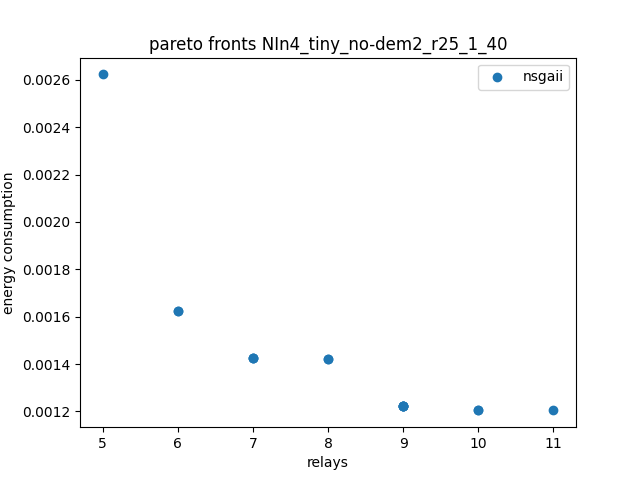 pareto fronts NIn4_tiny_no-dem2_r25_1_40
nsgaii
energy consumption
0.0026
0.0024
0.0022
0.0020
0.0018
0.0016
0.0014
0.0012
5 6 7 8 9 10 11
relays